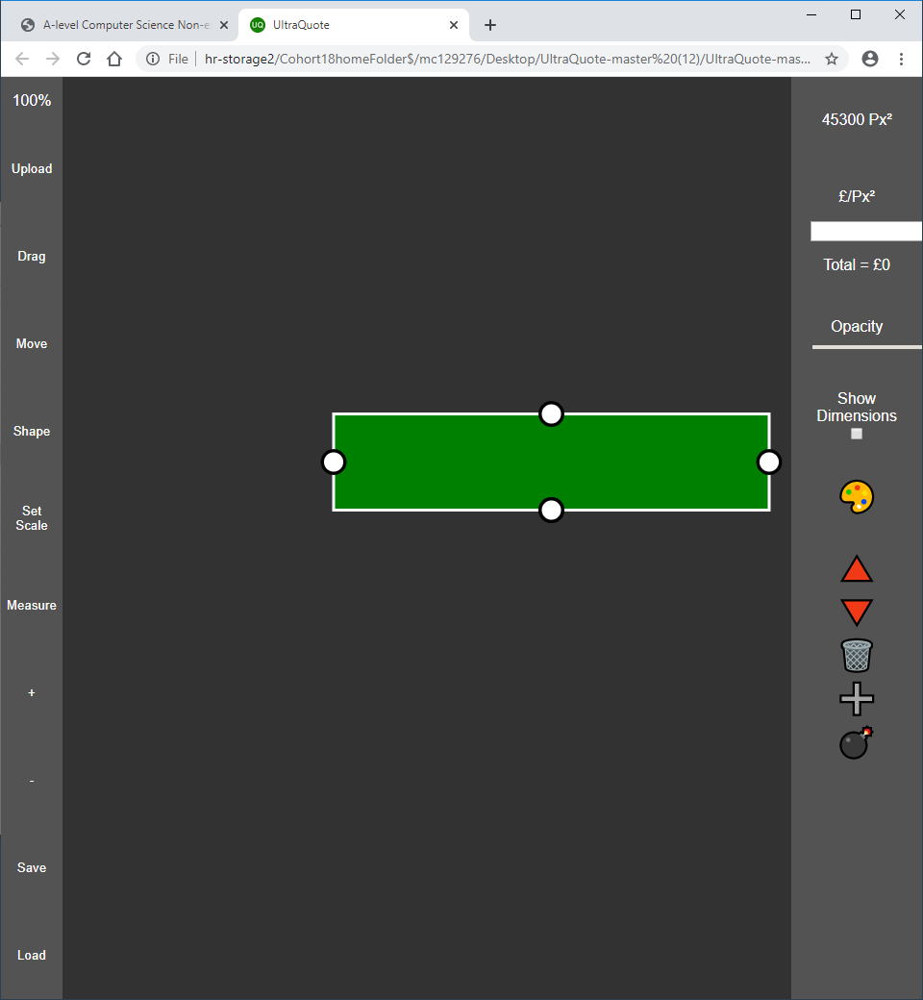 A-level Computer Science Non-e
UQ UltraQuote
File hr-storage2/Cohort18homeFolder$/mc129276/Desktop/UltraQuote-master%20(12)/UltraQuote-mas...
100%
Upload
Drag
Move
Shape
Set
Scale
Measure
+
-
Save
Load
45300 Px²
£/Px²
Total = £0
Opacity
Show
Dimensions